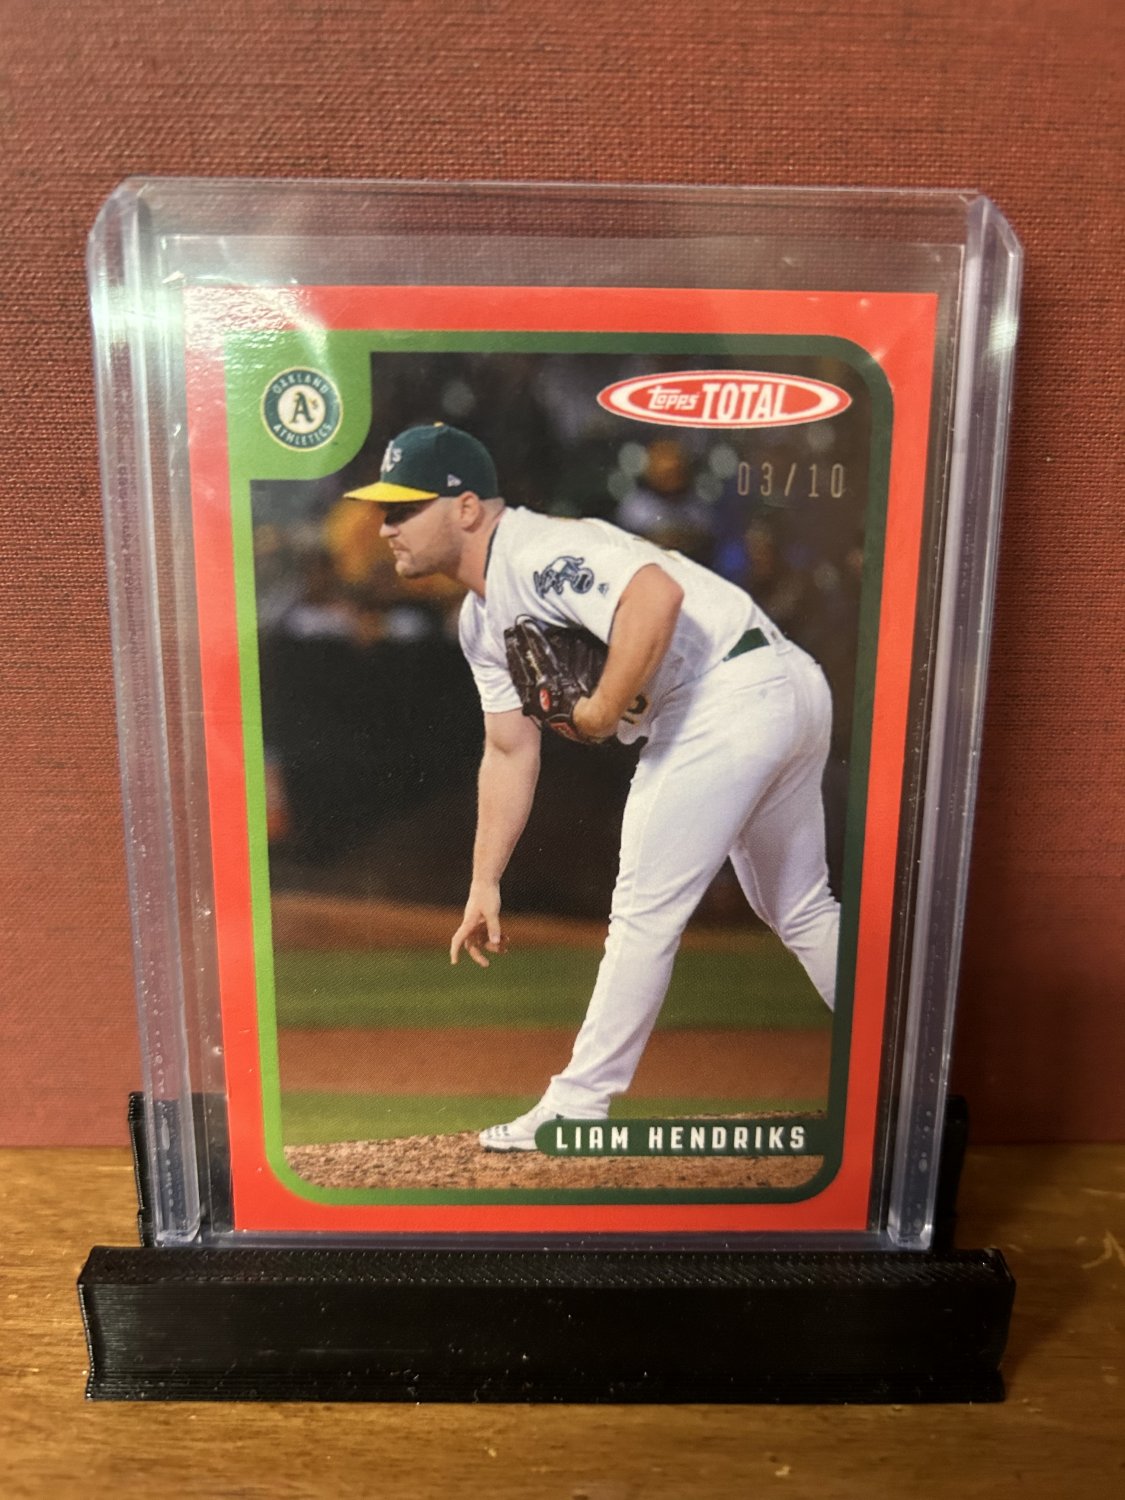 OAKLAND
A's
ATHLETICS
topps TOTAL
03/10
A's
LIAM HENDRIKS